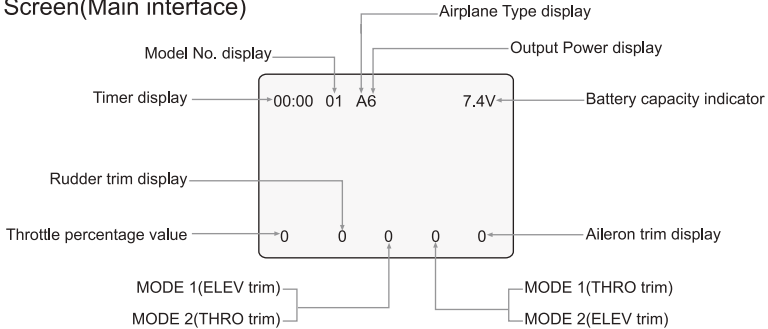 Screen(Main interface)
Airplane Type display
Model No. display
Output Power display
Timer display
00:00 01 A6 7.4V
Battery capacity indicator
Rudder trim display
Throttle percentage value
0 0 0 0 0
Aileron trim display
MODE 1(ELEV trim)
MODE 1(THRO trim)
MODE 2(THRO trim)
MODE 2(ELEV trim)